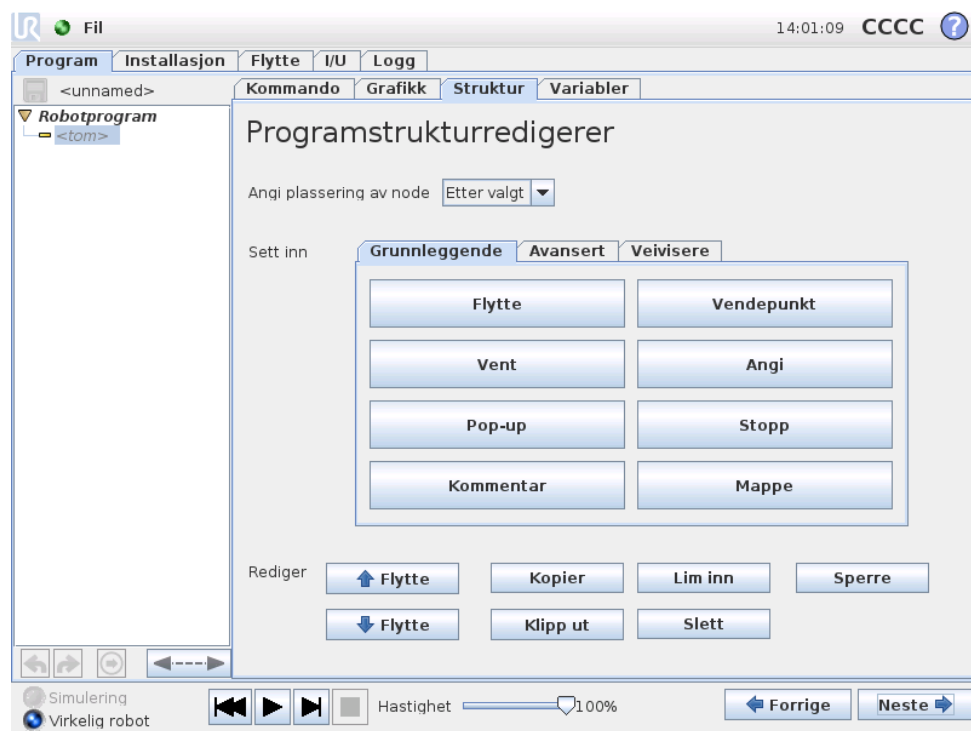 UR Fil 14:01:09 CCCC ?
Program Installasjon Flytte I/U Logg
<unnamed>
Kommando Grafikk Struktur Variabler
Robotprogram
<tom>
Programstrukturredigerer
Angi plassering av node Etter valgt
Sett inn Grunnleggende Avansert Veivisere
Flytte Vendepunkt
Vent Angi
Pop-up Stopp
Kommentar Mappe
Rediger Flytte Kopier Lim inn Sperre
Flytte Klipp ut Slett
Simulering
Virkelig robot
Hastighet 100% Forrige Neste